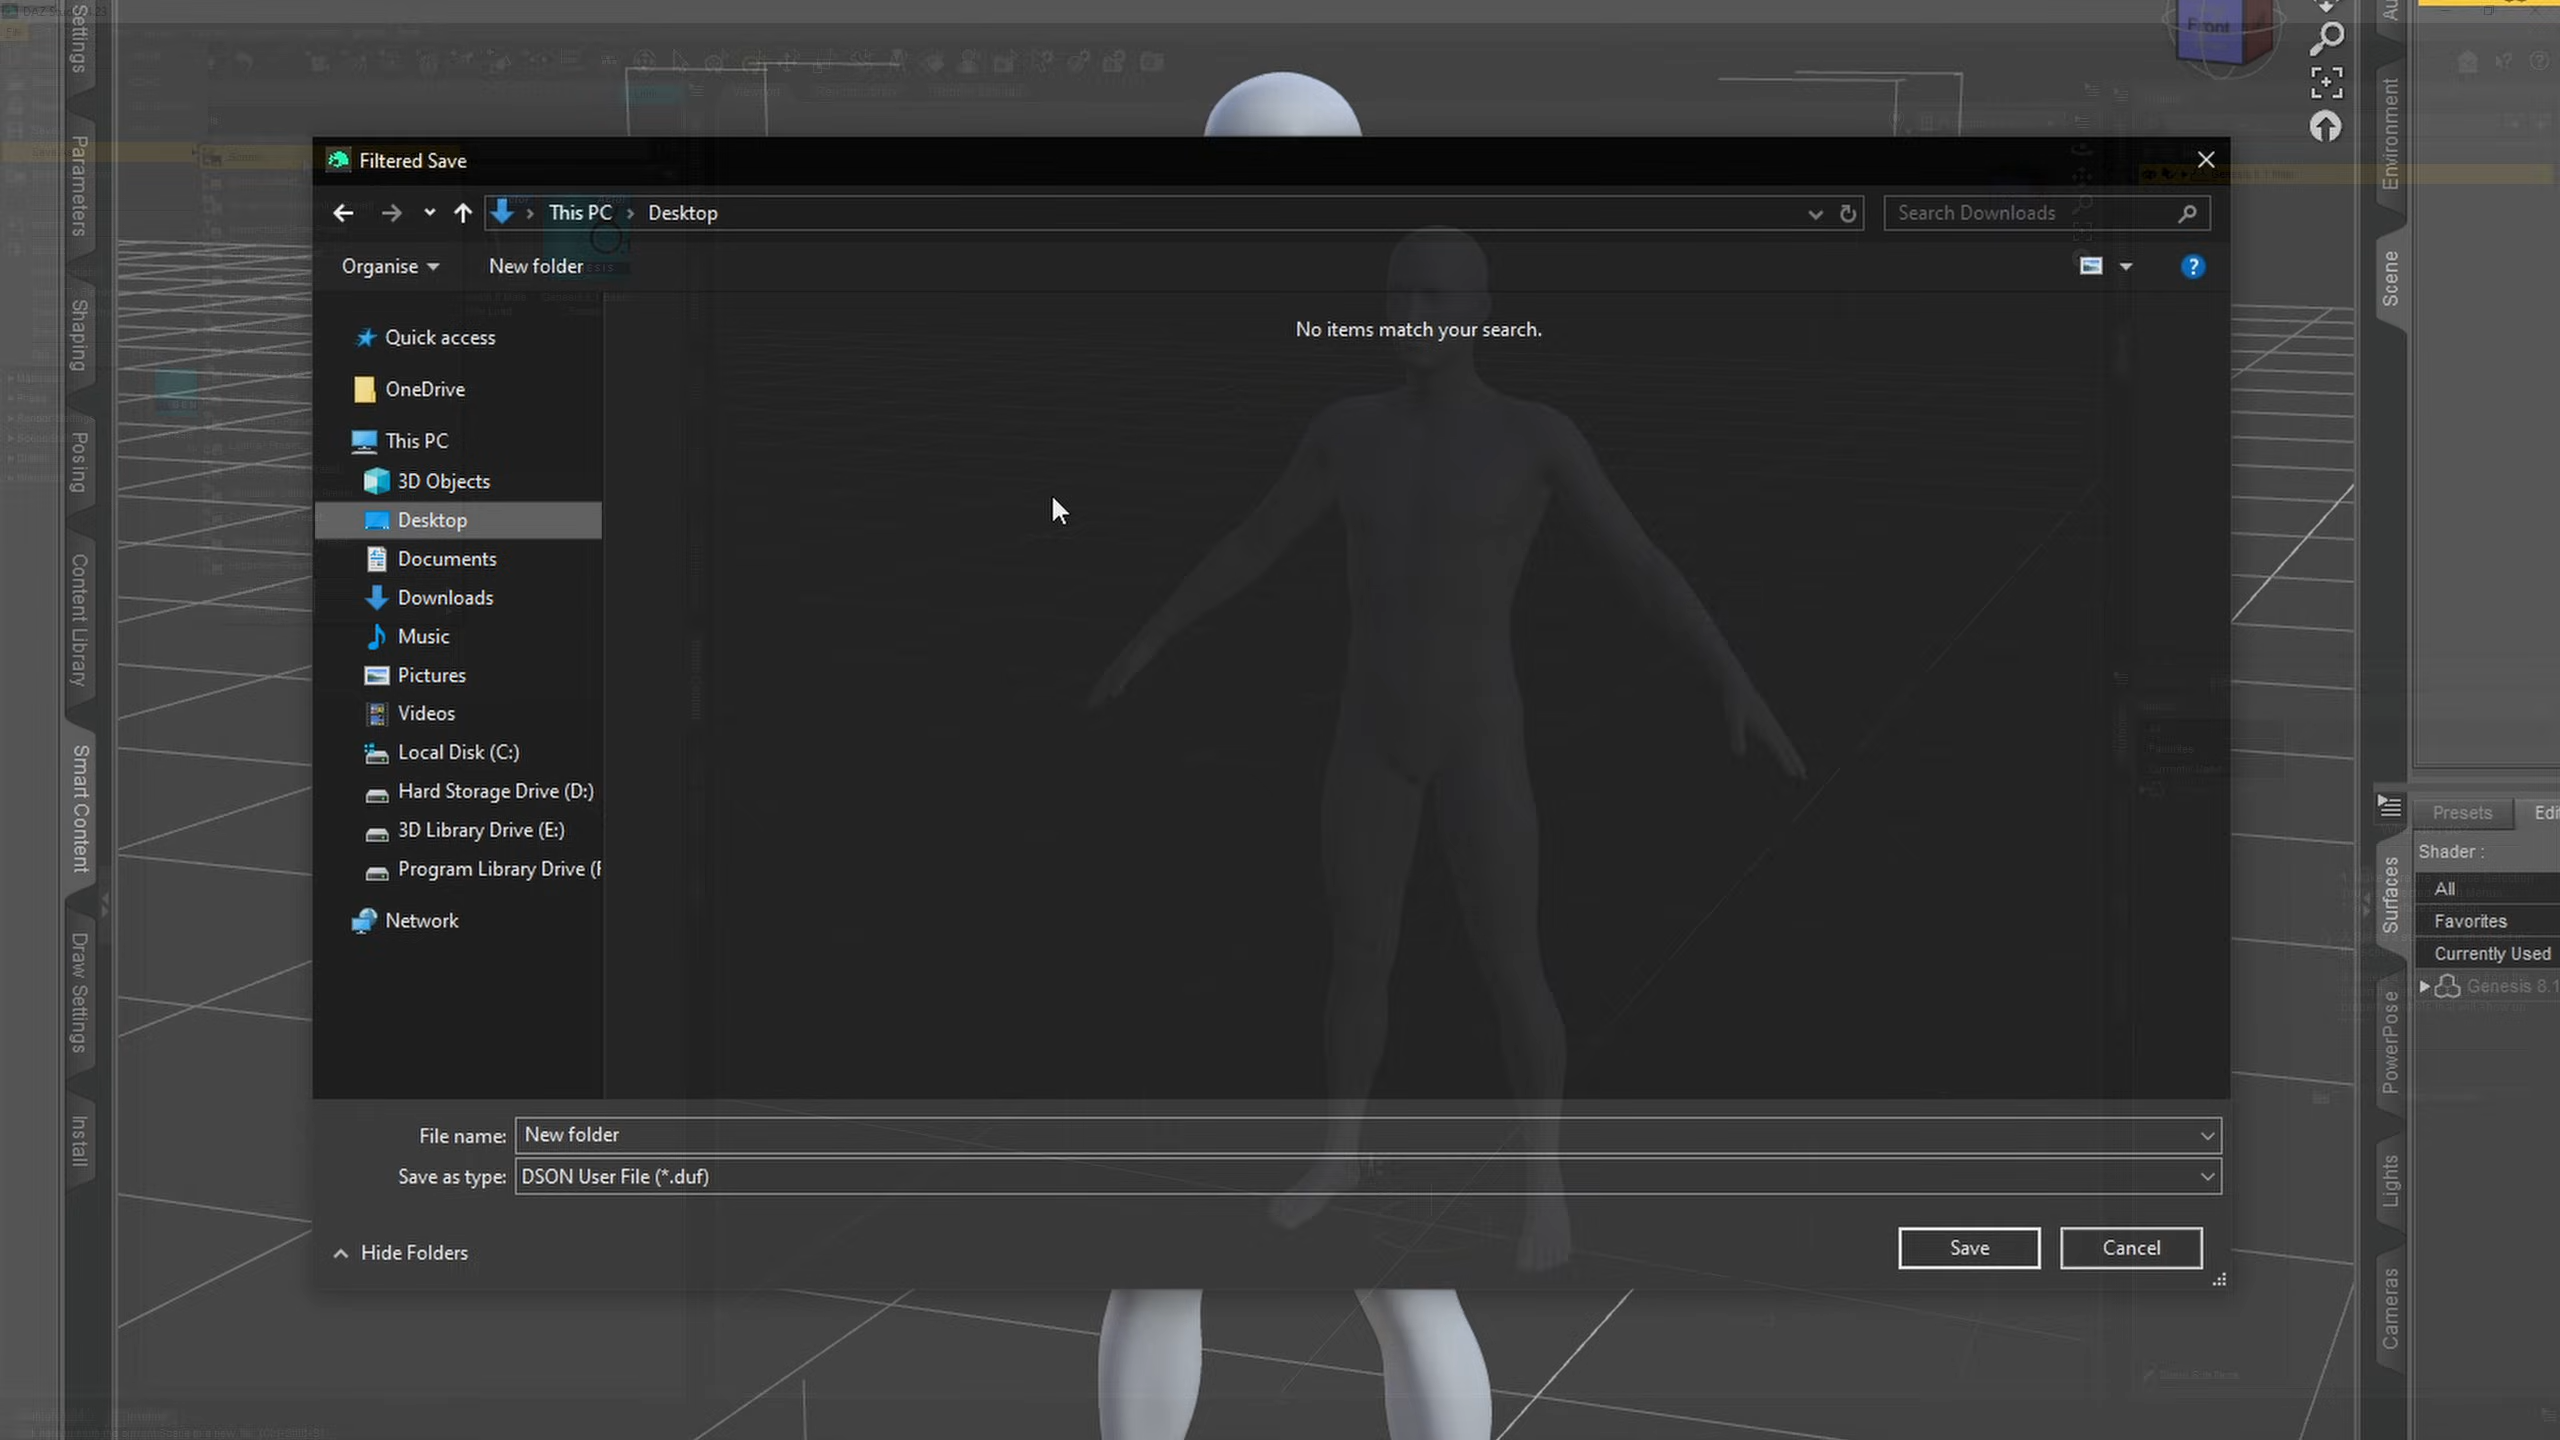 Settings
Parameters
Shaping
Posing
Content Library
Smart Content
Draw Settings
Install
Front
Filtered Save
This PC
Desktop
Search Downloads
Organise
New folder
Quick access
OneDrive
This PC
3D Objects
Desktop
Documents
Downloads
Music
Pictures
Videos
Local Disk (C:)
Hard Storage Drive (D:)
3D Library Drive (E:)
Program Library Drive (F
Network
No items match your search.
File name: New folder
Save as type: DSON User File (*.duf)
Hide Folders
Save
Cancel
Environment
Scene
Surfaces
PowerPose
Lights
Cameras
Presets
Edi
Shader :
All
Favorites
Currently Used
Genesis 8.1